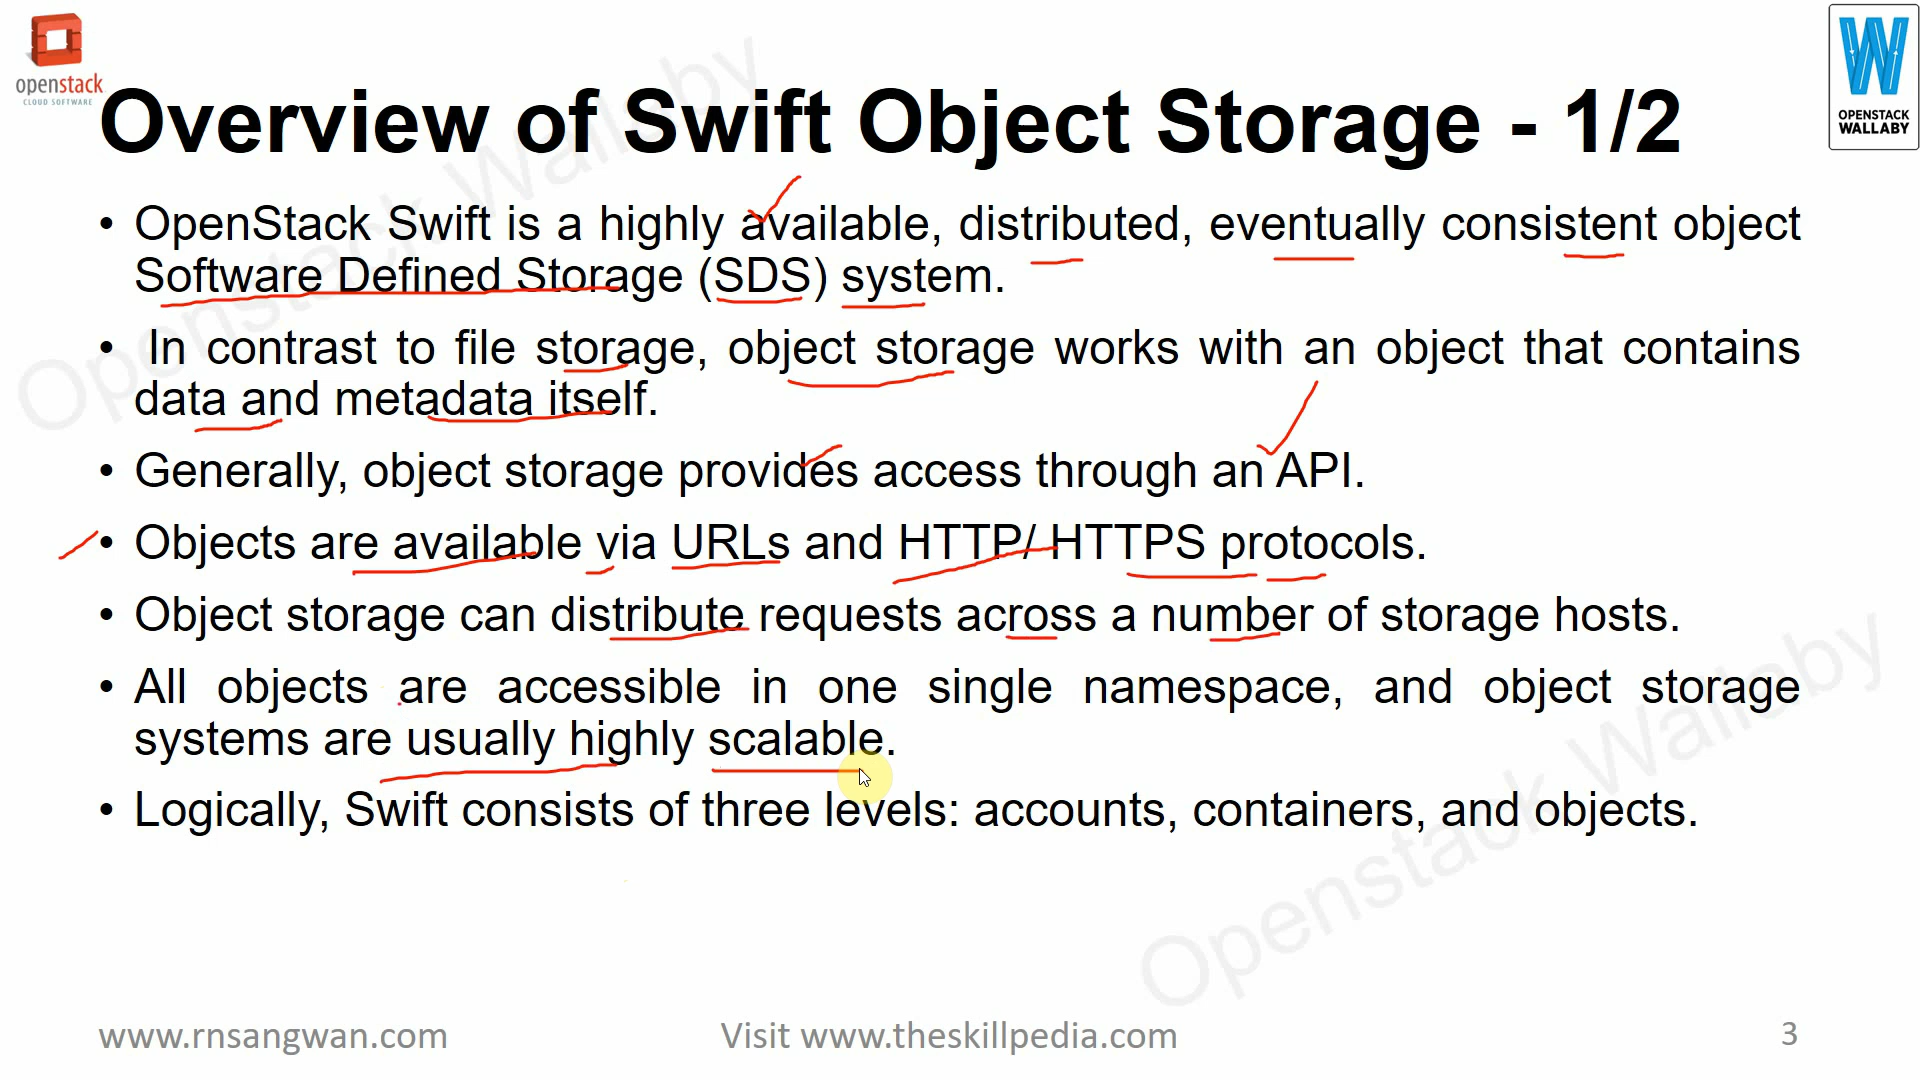 openstack
CLOUD SOFTWARE
OPENSTACK
WALLABY
Overview of Swift Object Storage - 1/2
• OpenStack Swift is a highly available, distributed, eventually consistent object
Software Defined Storage (SDS) system.
• In contrast to file storage, object storage works with an object that contains
data and metadata itself.
• Generally, object storage provides access through an API.
• Objects are available via URLs and HTTP/ HTTPS protocols.
• Object storage can distribute requests across a number of storage hosts.
• All objects are accessible in one single namespace, and object storage
systems are usually highly scalable.
• Logically, Swift consists of three levels: accounts, containers, and objects.
Openstack Wallaby
Openstack Wallaby
www.rnsangwan.com
Visit www.theskillpedia.com
3